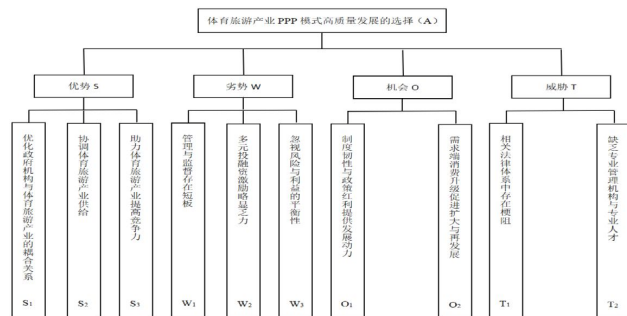 体育旅游产业 PPP 模式高质量发展的选择（A）
优势 S
劣势 W
机会 O
威胁 T
优化政府机构与体育旅游产业的耦合关系
S1
协调体育旅游产业供给
S2
助力体育旅游产业提高竞争力
S3
管理与监督存在短板
W1
多元投融资激励略显乏力
W2
忽视风险与利益的平衡性
W3
制度韧性与政策红利提供发展动力
O1
需求端消费升级促进扩大与再发展
O2
相关法律体系中存在梗阻
T1
缺乏专业管理机构与专业人才
T2